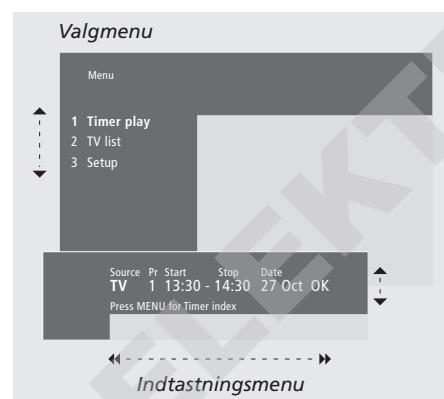 Valgmenu
Menu
1 Timer play
2 TV list
3 Setup
Source Pr Start Stop Date
TV 1 13:30 - 14:30 27 Oct OK
Press MENU for Timer index
Indtastningsmenu